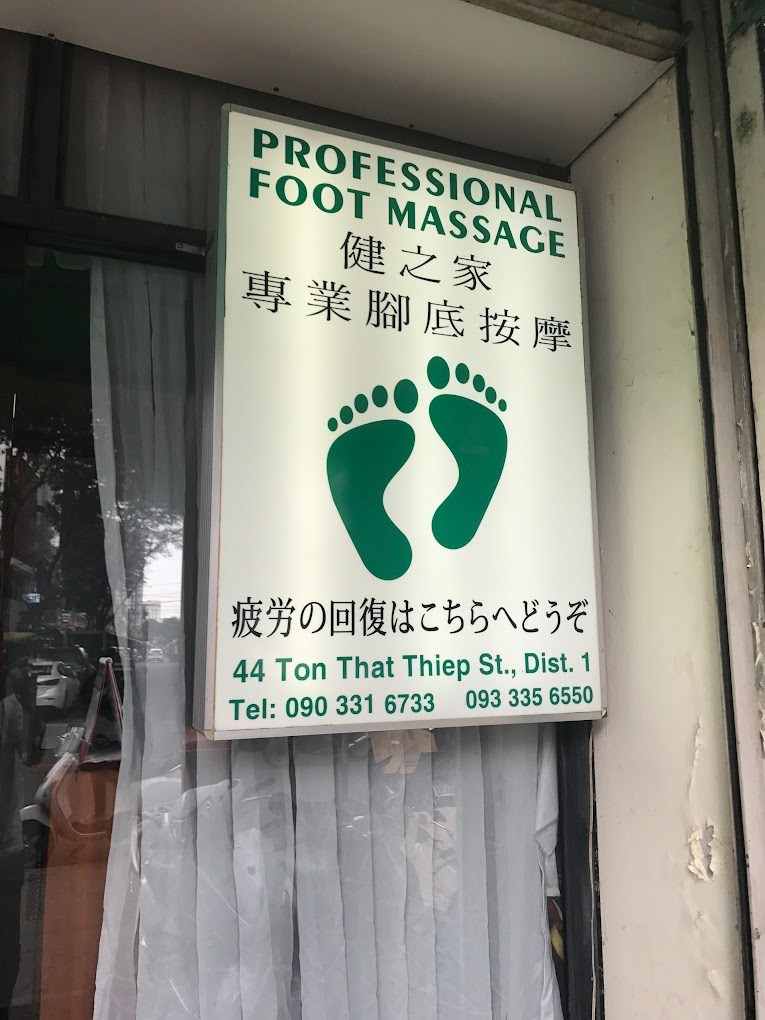 PROFESSIONAL
FOOT MASSAGE
健之家
專業腳底按摩
疲労の回復はこちらへどうぞ
44 Ton That Thiep St., Dist. 1
Tel: 090 331 6733 093 335 6550